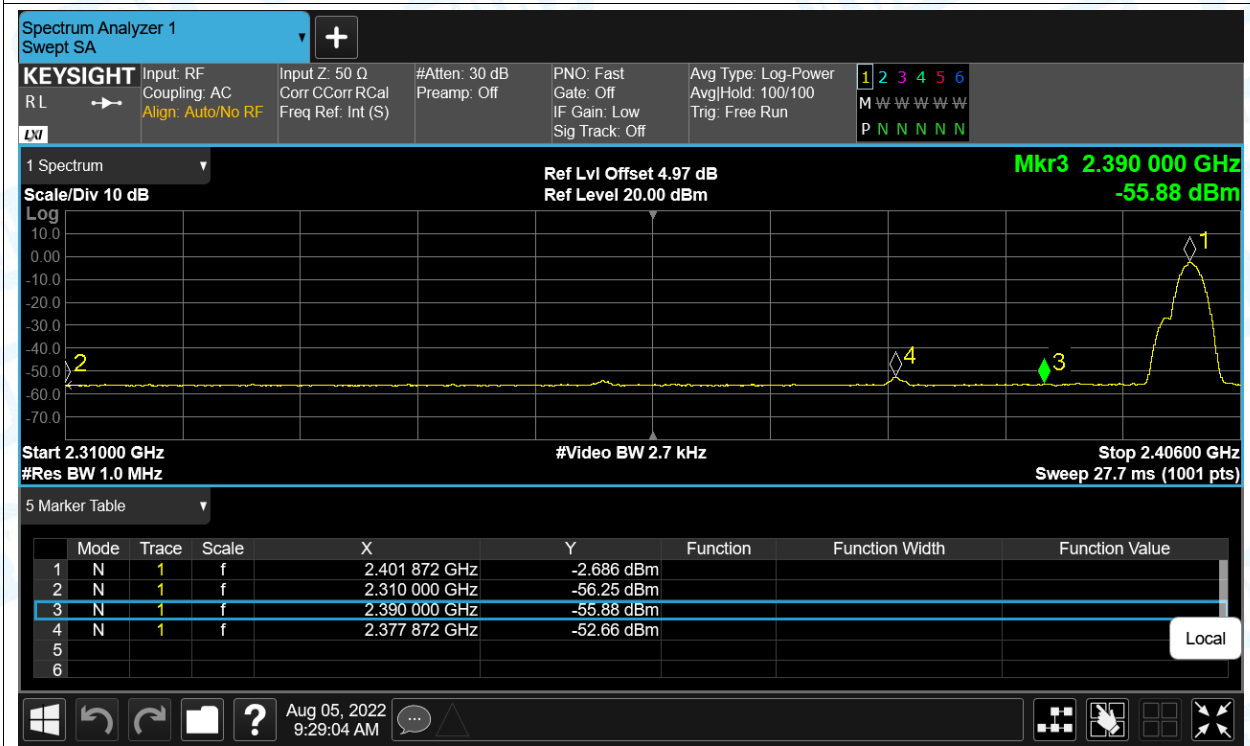 Spectrum Analyzer 1
Swept SA
+
KEYSIGHT
R L
LXI
Input: RF
Coupling: AC
Align: Auto/No RF
Input Z: 50 Ω
Corr CCorr RCal
Freq Ref: Int (S)
#Atten: 30 dB
Preamp: Off
PNO: Fast
Gate: Off
IF Gain: Low
Sig Track: Off
Avg Type: Log-Power
Avg|Hold: 100/100
Trig: Free Run
1 2 3 4 5 6
M W W W W W
P N N N N N
1 Spectrum
Scale/Div 10 dB
Ref Lvl Offset 4.97 dB
Ref Level 20.00 dBm
Mkr3 2.390 000 GHz
-55.88 dBm
Log
10.0
0.00
-10.0
-20.0
-30.0
-40.0
-50.0
-60.0
-70.0
1
2
4
3
Start 2.31000 GHz
#Res BW 1.0 MHz
#Video BW 2.7 kHz
Stop 2.40600 GHz
Sweep 27.7 ms (1001 pts)
5 Marker Table
Mode Trace Scale X Y Function Function Width Function Value
1 N 1 f 2.401 872 GHz -2.686 dBm
2 N 1 f 2.310 000 GHz -56.25 dBm
3 N 1 f 2.390 000 GHz -55.88 dBm
4 N 1 f 2.377 872 GHz -52.66 dBm
5
6
Local
?
Aug 05, 2022
9:29:04 AM